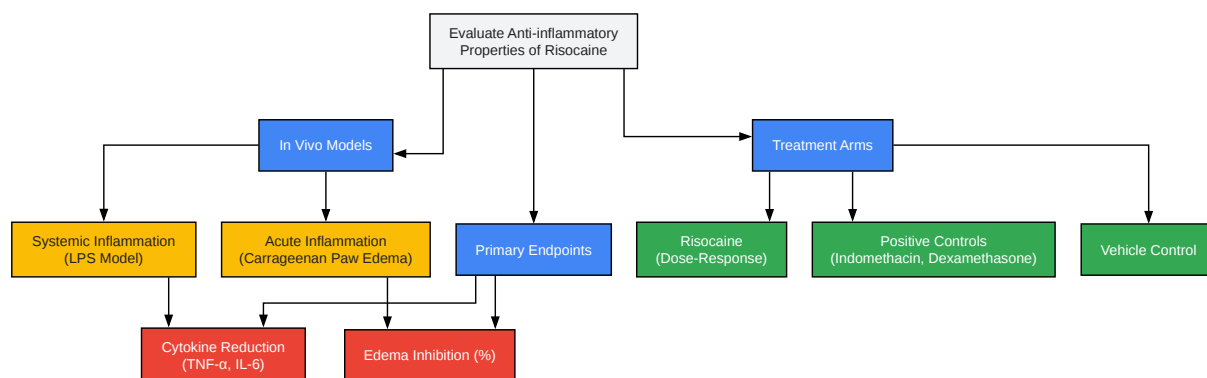 Evaluate Anti-inflammatory
Properties of Risocaine
In Vivo Models
Treatment Arms
Systemic Inflammation
(LPS Model)
Acute Inflammation
(Carrageenan Paw Edema)
Primary Endpoints
Risocaine
(Dose-Response)
Positive Controls
(Indomethacin, Dexamethasone)
Vehicle Control
Cytokine Reduction
(TNF-α, IL-6)
Edema Inhibition (%)